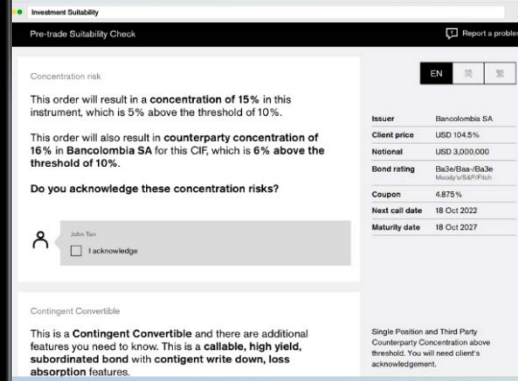 Investment Suitability
Pre-trade Suitability Check
Report a problem
Concentration risk
This order will result in a concentration of 15% in this
instrument, which is 5% above the threshold of 10%.
This order will also result in counterparty concentration of
16% in Bancolombia SA for this CIF, which is 6% above the
threshold of 10%.
Do you acknowledge these concentration risks?
John Tan
I acknowledge
Contingent Convertible
This is a Contingent Convertible and there are additional
features you need to know. This is a callable, high yield,
subordinated bond with contigent write down, loss
absorption features.
EN 简 繁
Issuer Bancolombia SA
Client price USD 104.5%
Notional USD 3,000,000
Bond rating Ba3e/Baa-/Ba3e
Moody's/S&P/Fitch
Coupon 4.875%
Next call date 18 Oct 2022
Maturity date 18 Oct 2027
Single Position and Third Party
Counterparty Concentration above
threshold. You will need client's
acknowledgement.